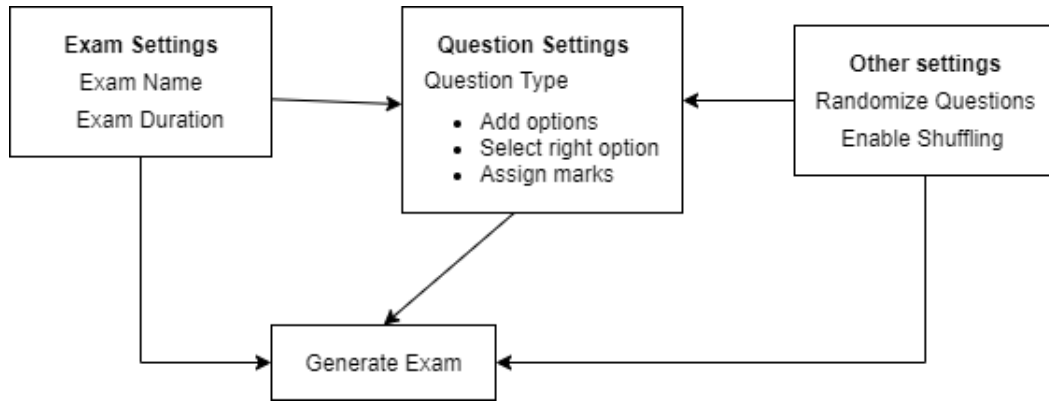 Exam Settings
Exam Name
Exam Duration
Question Settings
Question Type
• Add options
• Select right option
• Assign marks
Other settings
Randomize Questions
Enable Shuffling
Generate Exam